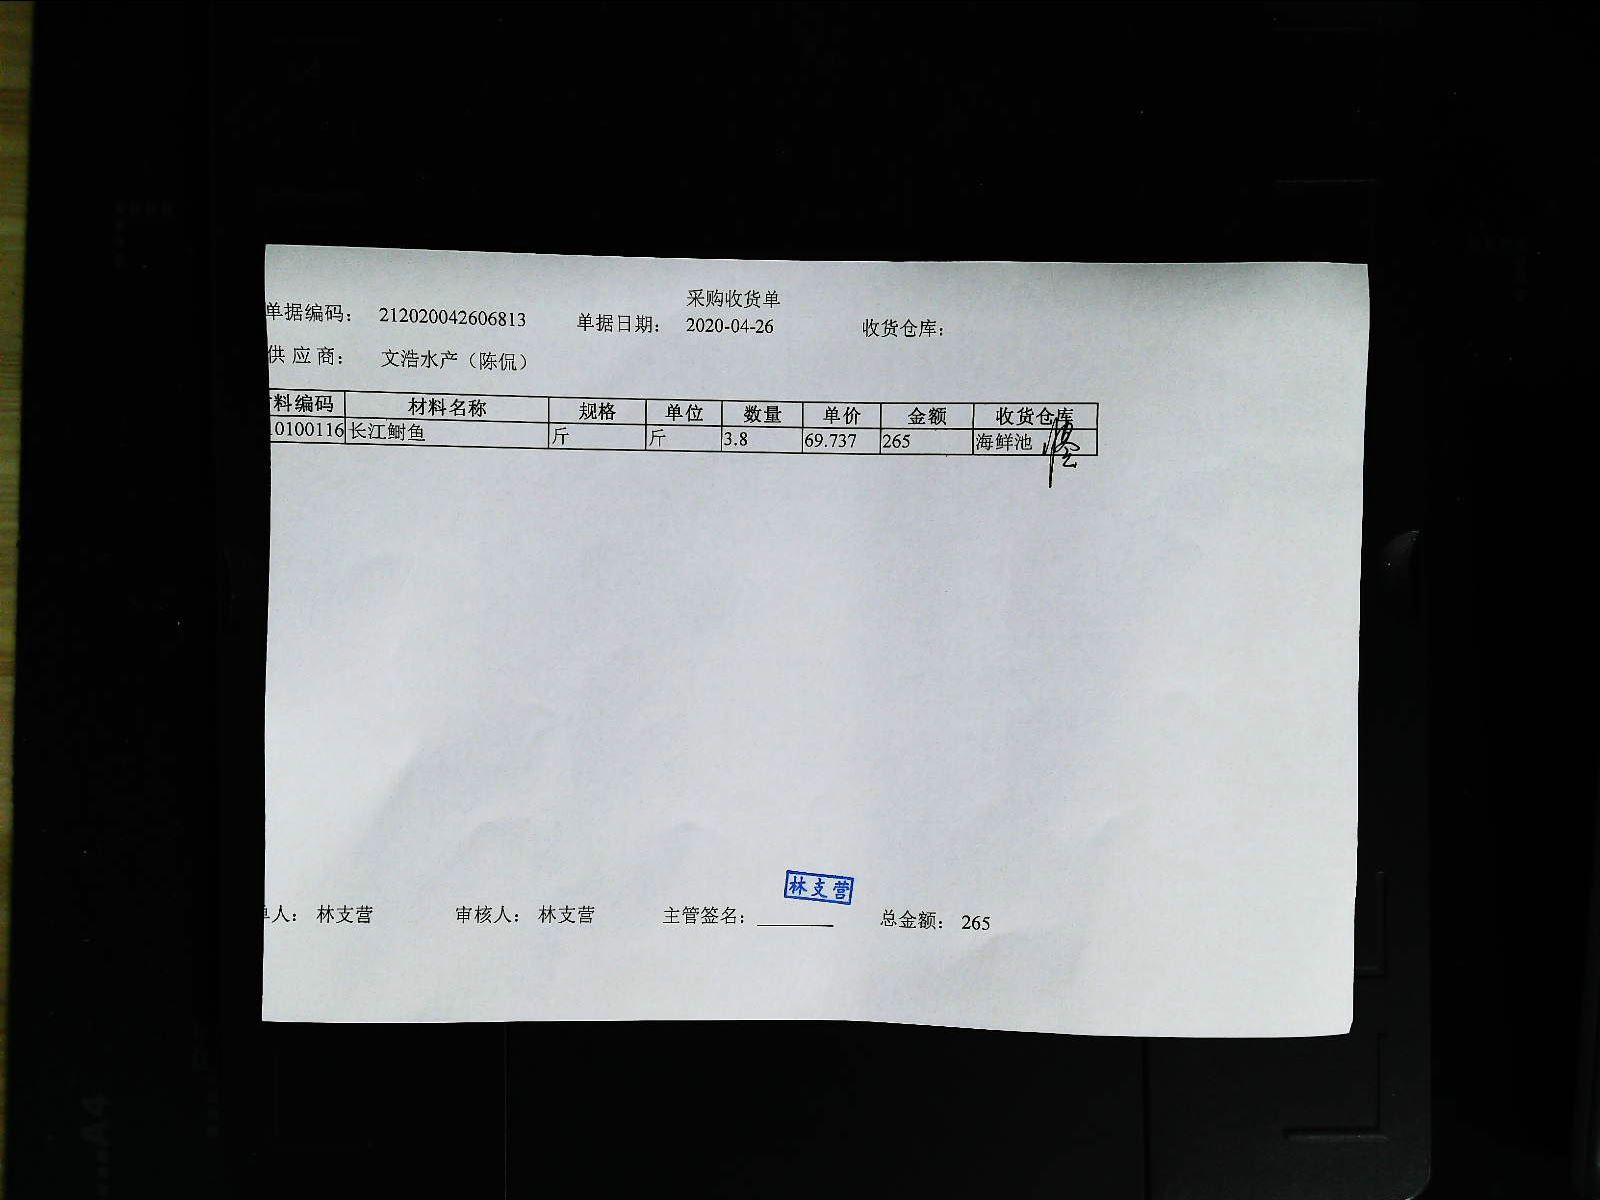 采购收货单
单据编码： 212020042606813 单据日期： 2020-04-26 收货仓库：
供 应 商： 文浩水产（陈侃）
料编码 材料名称 规格 单位 数量 单价 金额 收货仓库
10100116 长江鲥鱼 斤 斤 3.8 69.737 265 海鲜池
林支营
人： 林支营 审核人： 林支营 主管签名： 总金额： 265